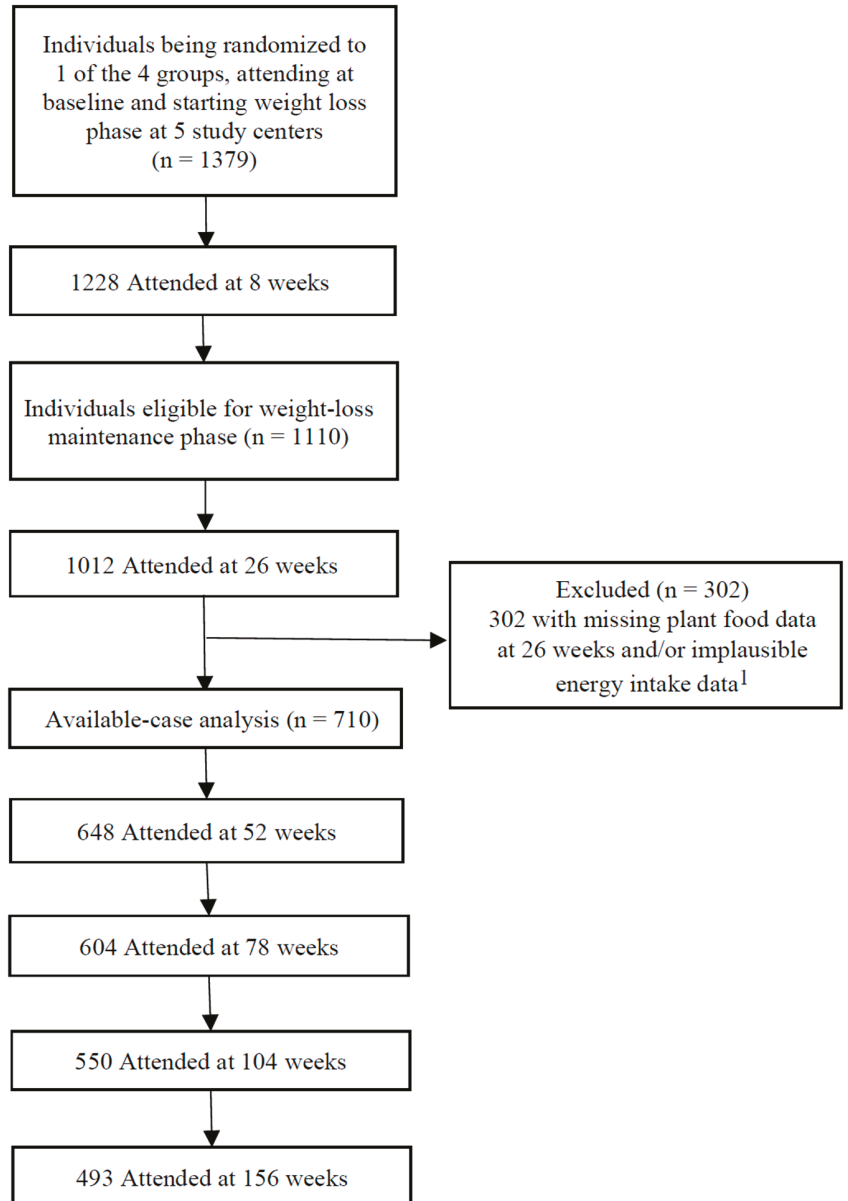 Individuals being randomized to
1 of the 4 groups, attending at
baseline and starting weight loss
phase at 5 study centers
(n = 1379)
1228 Attended at 8 weeks
Individuals eligible for weight-loss
maintenance phase (n = 1110)
1012 Attended at 26 weeks
Excluded (n = 302)
302 with missing plant food data
at 26 weeks and/or implausible
energy intake data1
Available-case analysis (n = 710)
648 Attended at 52 weeks
604 Attended at 78 weeks
550 Attended at 104 weeks
493 Attended at 156 weeks